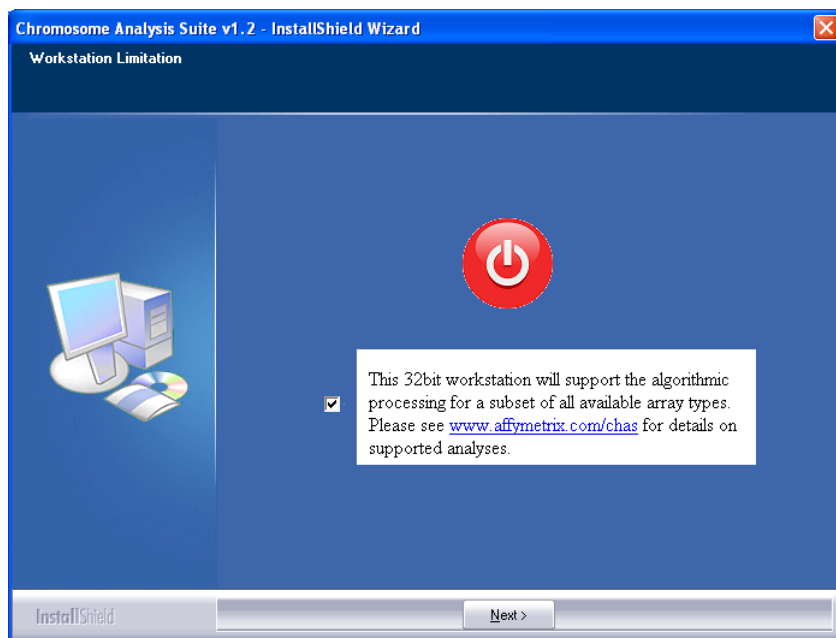 Chromosome Analysis Suite v1.2 - InstallShield Wizard
Workstation Limitation
This 32bit workstation will support the algorithmic
processing for a subset of all available array types.
Please see www.affymetrix.com/chas for details on
supported analyses.
InstallShield
Next >